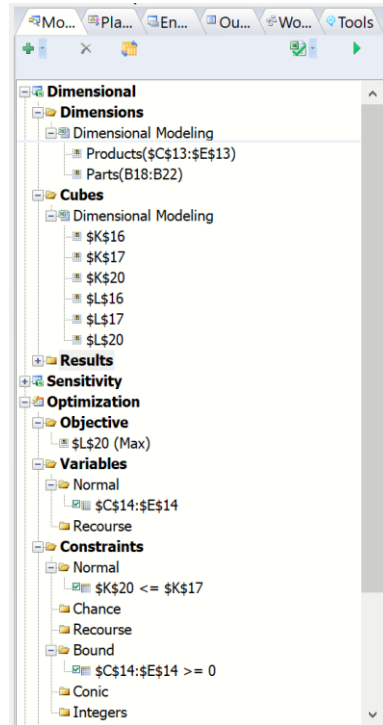 Mo... Pla... En... Ou... Wo... Tools
Dimensional
Dimensions
Dimensional Modeling
Products($C$13:$E$13)
Parts(B18:B22)
Cubes
Dimensional Modeling
$K$16
$K$17
$K$20
$L$16
$L$17
$L$20
Results
Sensitivity
Optimization
Objective
$L$20 (Max)
Variables
Normal
$C$14:$E$14
Recourse
Constraints
Normal
$K$20 <= $K$17
Chance
Recourse
Bound
$C$14:$E$14 >= 0
Conic
Integers